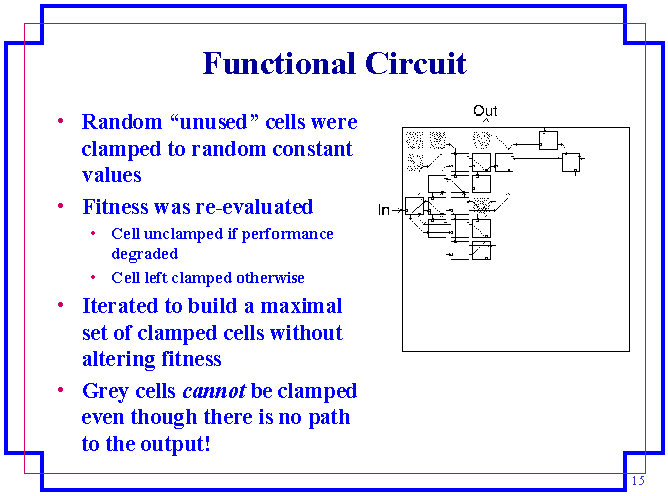 Functional Circuit
• Random “unused” cells were
clamped to random constant
values
• Fitness was re-evaluated
• Cell unclamped if performance
degraded
• Cell left clamped otherwise
• Iterated to build a maximal
set of clamped cells without
altering fitness
• Grey cells cannot be clamped
even though there is no path
to the output!
Out
In
15